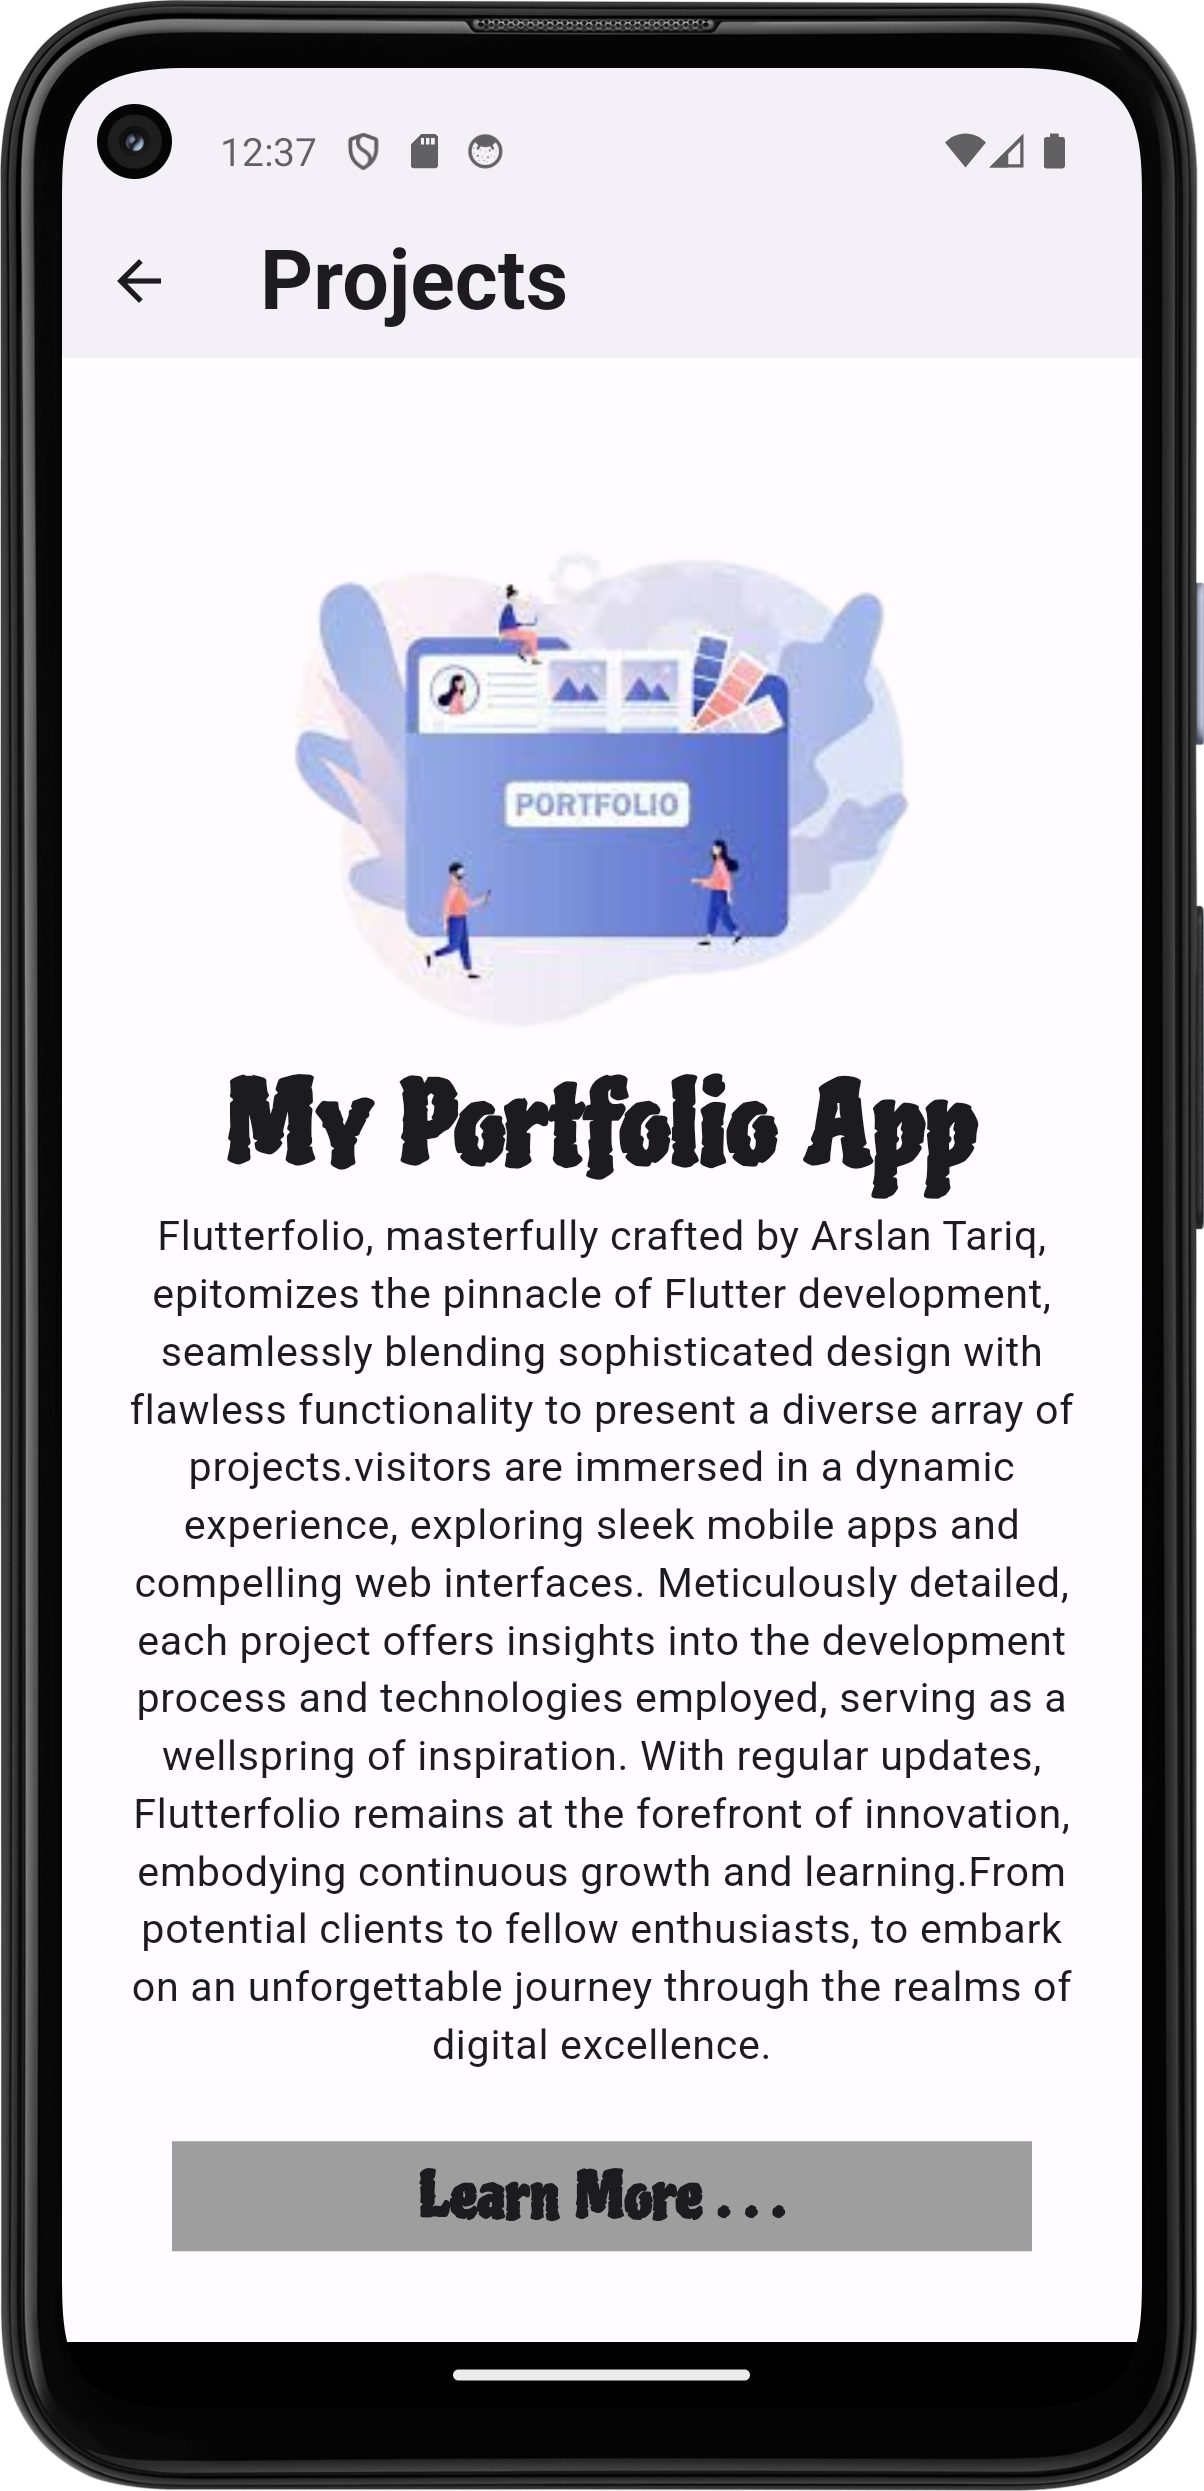 12:37
Projects
PORTFOLIO
My Portfolio App
Flutterfolio, masterfully crafted by Arslan Tariq,
epitomizes the pinnacle of Flutter development,
seamlessly blending sophisticated design with
flawless functionality to present a diverse array of
projects.visitors are immersed in a dynamic
experience, exploring sleek mobile apps and
compelling web interfaces. Meticulously detailed,
each project offers insights into the development
process and technologies employed, serving as a
wellspring of inspiration. With regular updates,
Flutterfolio remains at the forefront of innovation,
embodying continuous growth and learning.From
potential clients to fellow enthusiasts, to embark
on an unforgettable journey through the realms of
digital excellence.
Learn More . . .